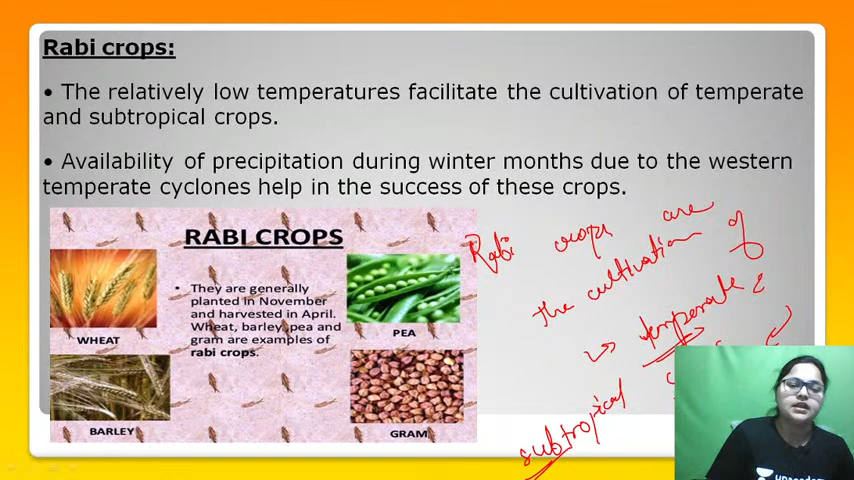 Rabi crops:
• The relatively low temperatures facilitate the cultivation of temperate
and subtropical crops.
• Availability of precipitation during winter months due to the western
temperate cyclones help in the success of these crops.
RABI CROPS
• They are generally
planted in November
and harvested in April.
Wheat, barley, pea and
gram are examples of
rabi crops.
WHEAT
PEA
BARLEY
GRAM
Rabi crops are
the cultivation of
temperate &
subtropical